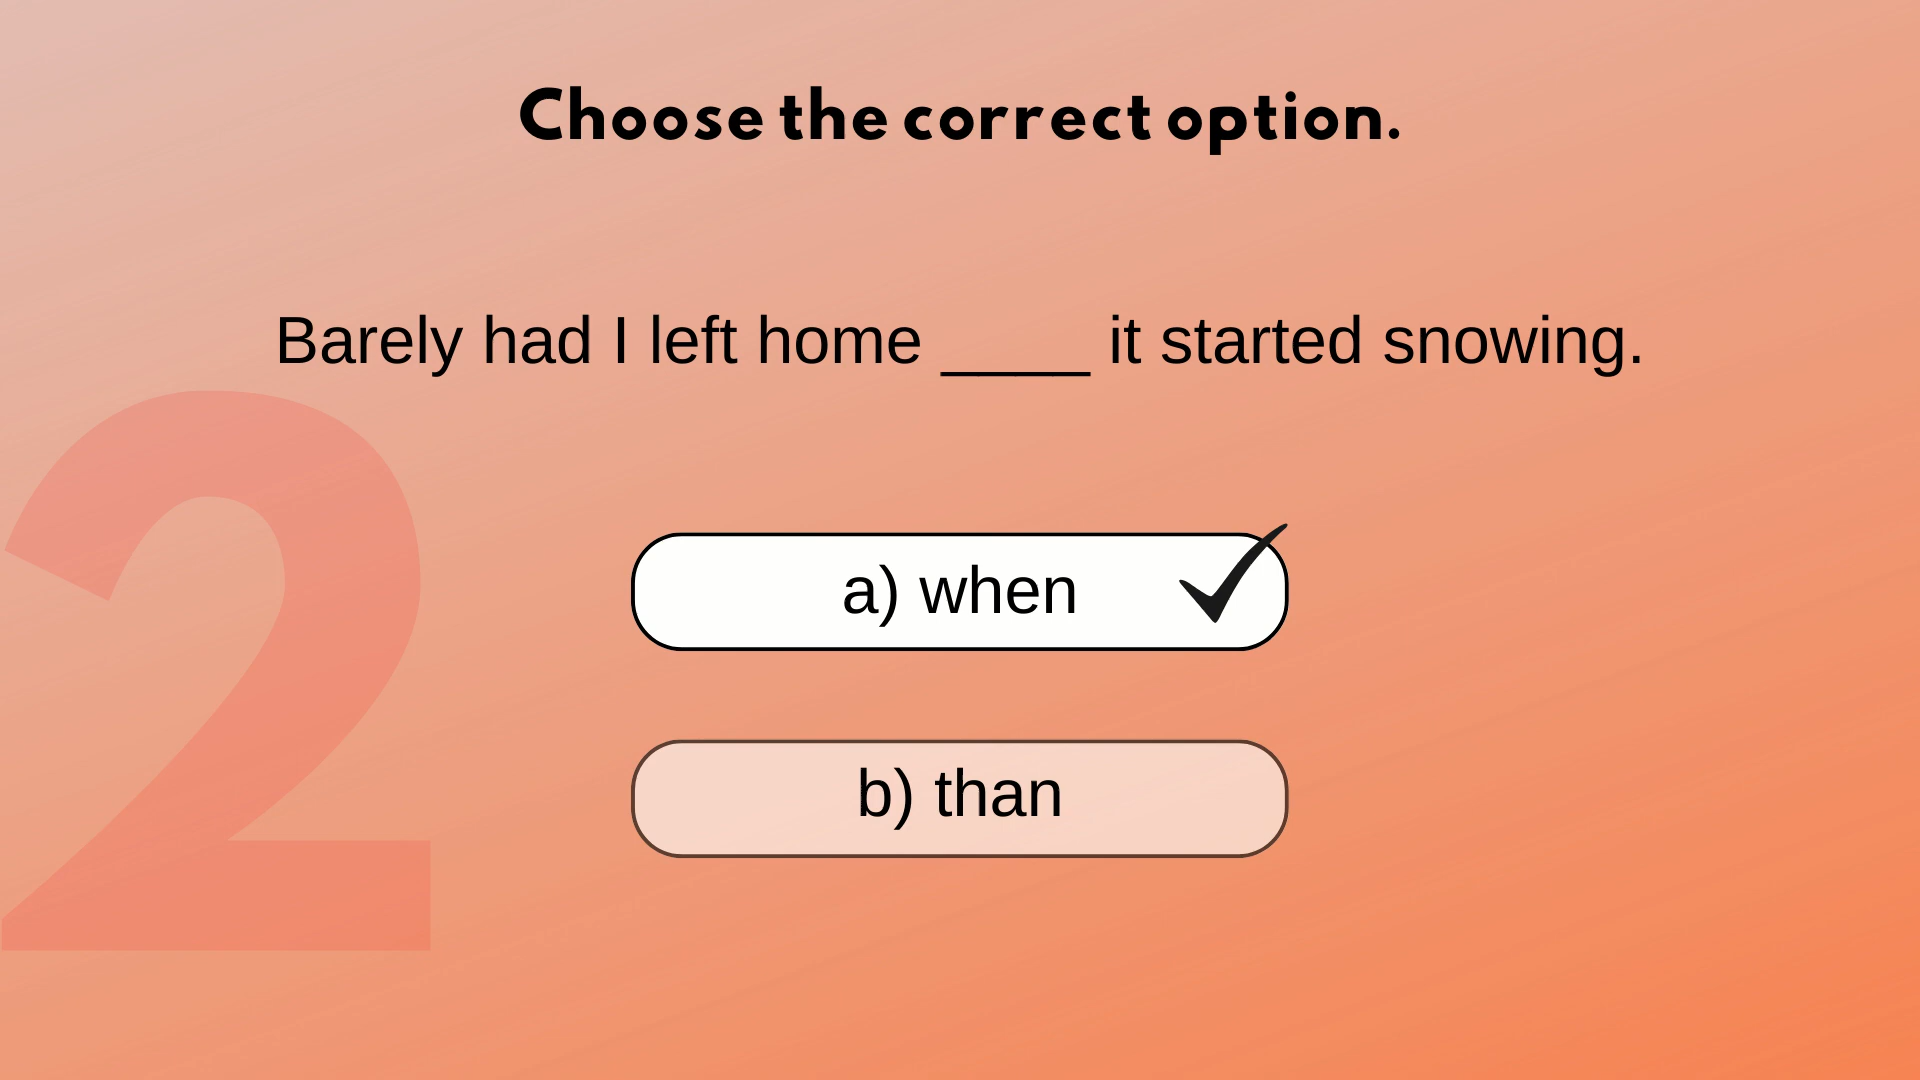 Choose the correct option.
Barely had I left home ____ it started snowing.
2
a) when
b) than